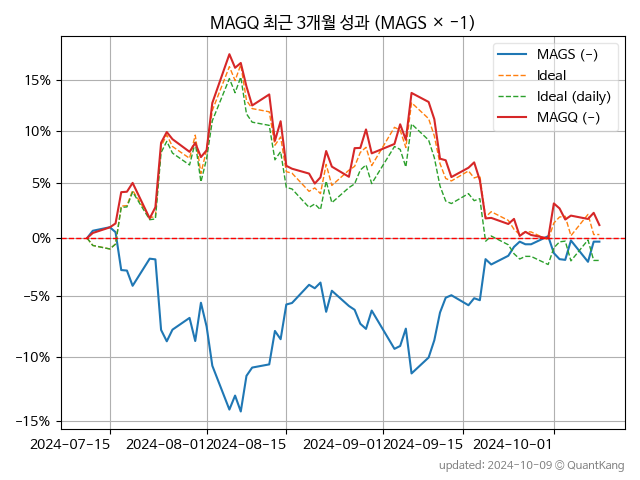 MAGQ 최근 3개월 성과 (MAGS × −1)
MAGS (−)
Ideal
Ideal (daily)
MAGQ (−)
15%
10%
5%
0%
−5%
−10%
−15%
2024-07-15
2024-08-01
2024-08-15
2024-09-01
2024-09-15
2024-10-01
updated: 2024-10-09 © QuantKang